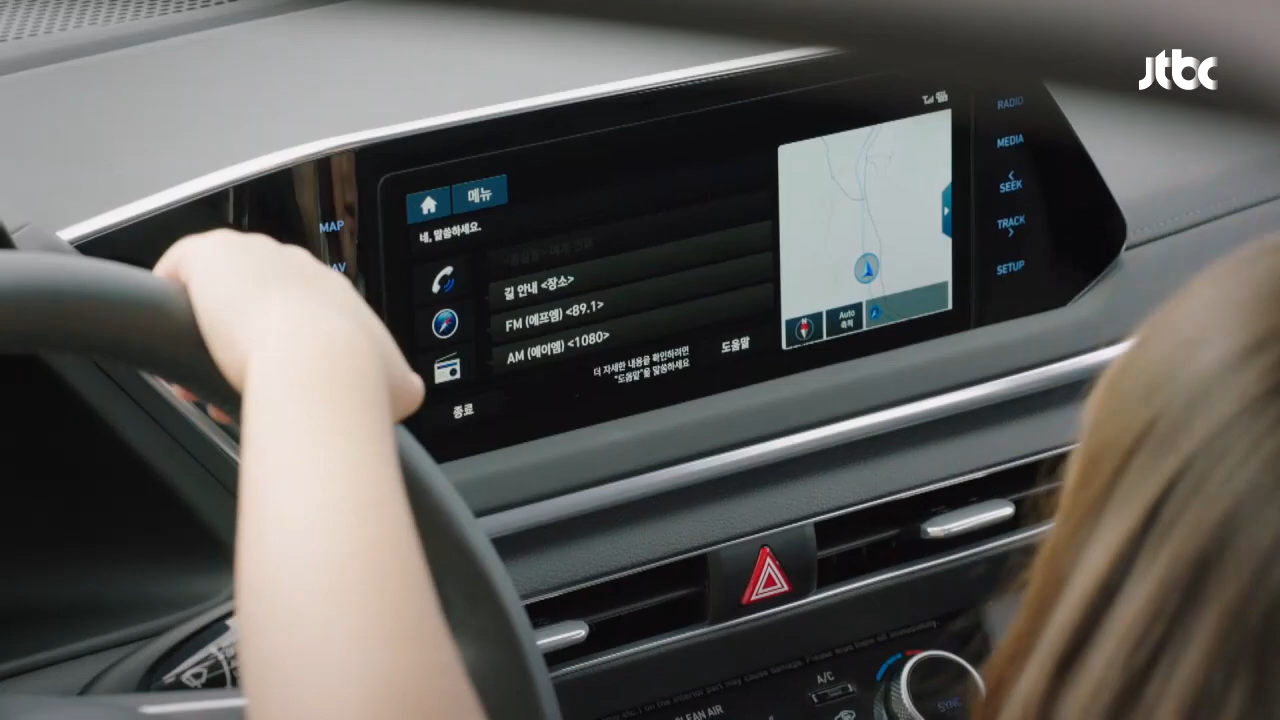 jtbc
RADIO
MEDIA
SEEK
TRACK
SETUP
MAP
메뉴
네, 말씀하세요.
길 안내 <장소>
FM (에프엠) <89.1>
AM (에이엠) <1080>
더 자세한 내용을 확인하려면
"도움말"을 말씀하세요
도움말
종료
Auto
축척
A/C
SYNC
CLEAN AIR